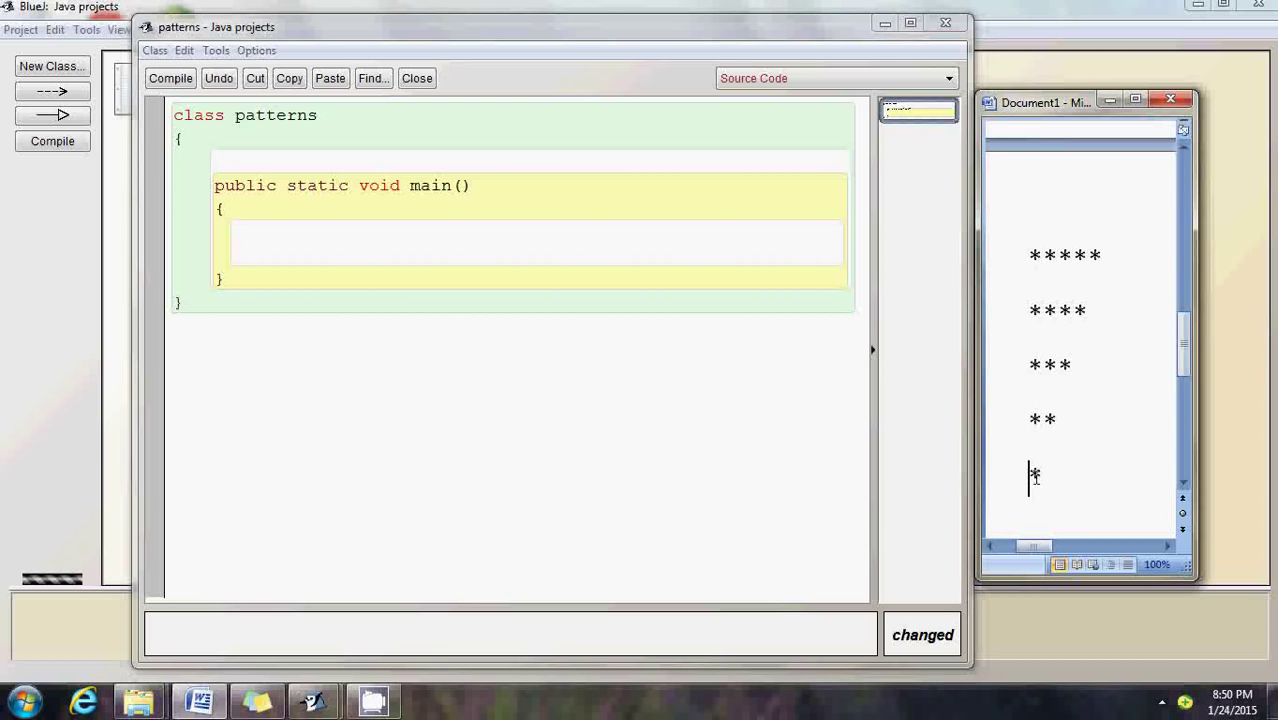 BlueJ: Java projects
Project Edit Tools View
New Class...
Compile
patterns - Java projects
Class Edit Tools Options
Compile Undo Cut Copy Paste Find... Close
Source Code
class patterns
{
public static void main()
{
}
}
changed
Document1 - Mi...
*****
****
***
**
*
100%
8:50 PM
1/24/2015